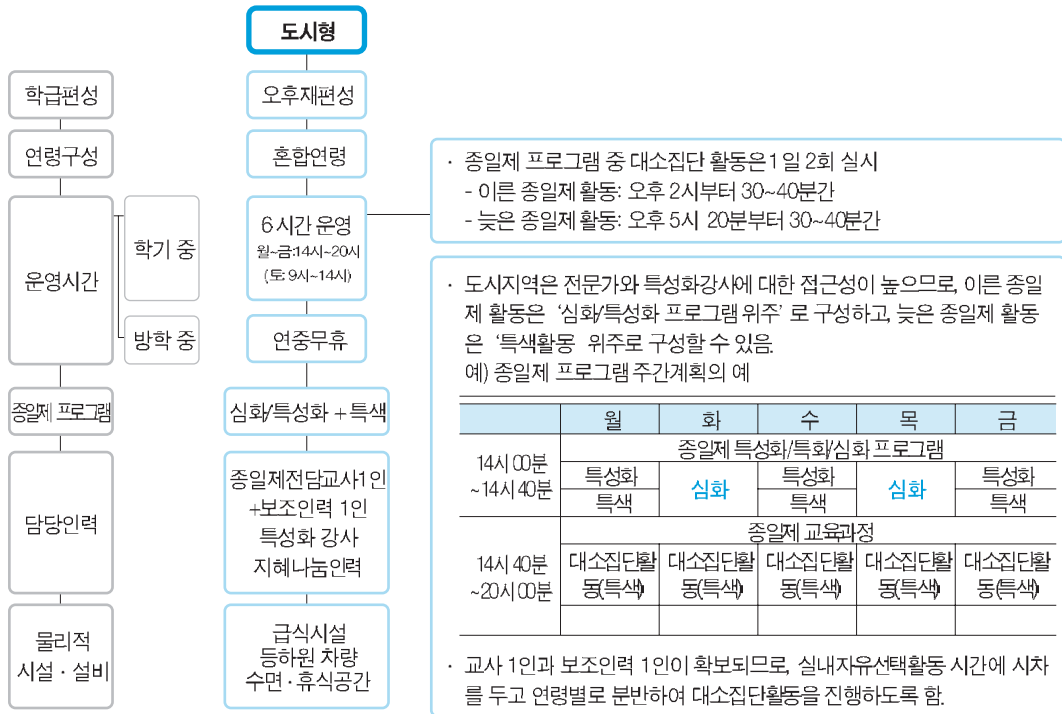 도시형
학급편성
오후재편성
연령구성
혼합연령
운영시간
학기 중
방학 중
6시간 운영
월~금:14시~20시
(토: 9시~14시)
연중무휴
종일제 프로그램
심화/특성화 + 특색
담당인력
종일제전담교사1인
+보조인력 1인
특성화 강사
지혜나눔인력
물리적
시설·설비
급식시설
등하원 차량
수면·휴식공간
· 종일제 프로그램 중 대소집단 활동은 1일 2회 실시
- 이른 종일제 활동: 오후 2시부터 30~40분간
- 늦은 종일제 활동: 오후 5시 20분부터 30~40분간
· 도시지역은 전문가와 특성화강사에 대한 접근성이 높으므로, 이른 종일
제 활동은 ‘심화/특성화 프로그램 위주’로 구성하고, 늦은 종일제 활동
은 ‘특색활동’ 위주로 구성할 수 있음.
예) 종일제 프로그램 주간계획의 예
월 화 수 목 금
14시 00분
~14시 40분
종일제 특성화/특화/심화 프로그램
특성화 심화 특성화 심화 특성화
특색 특색 특색
14시 40분
~20시 00분
종일제 교육과정
대소집단활 대소집단활 대소집단활 대소집단활 대소집단활
동(특색) 동(특색) 동(특색) 동(특색) 동(특색)
· 교사 1인과 보조인력 1인이 확보되므로, 실내자유선택활동 시간에 시차
를 두고 연령별로 분반하여 대소집단활동을 진행하도록 함.